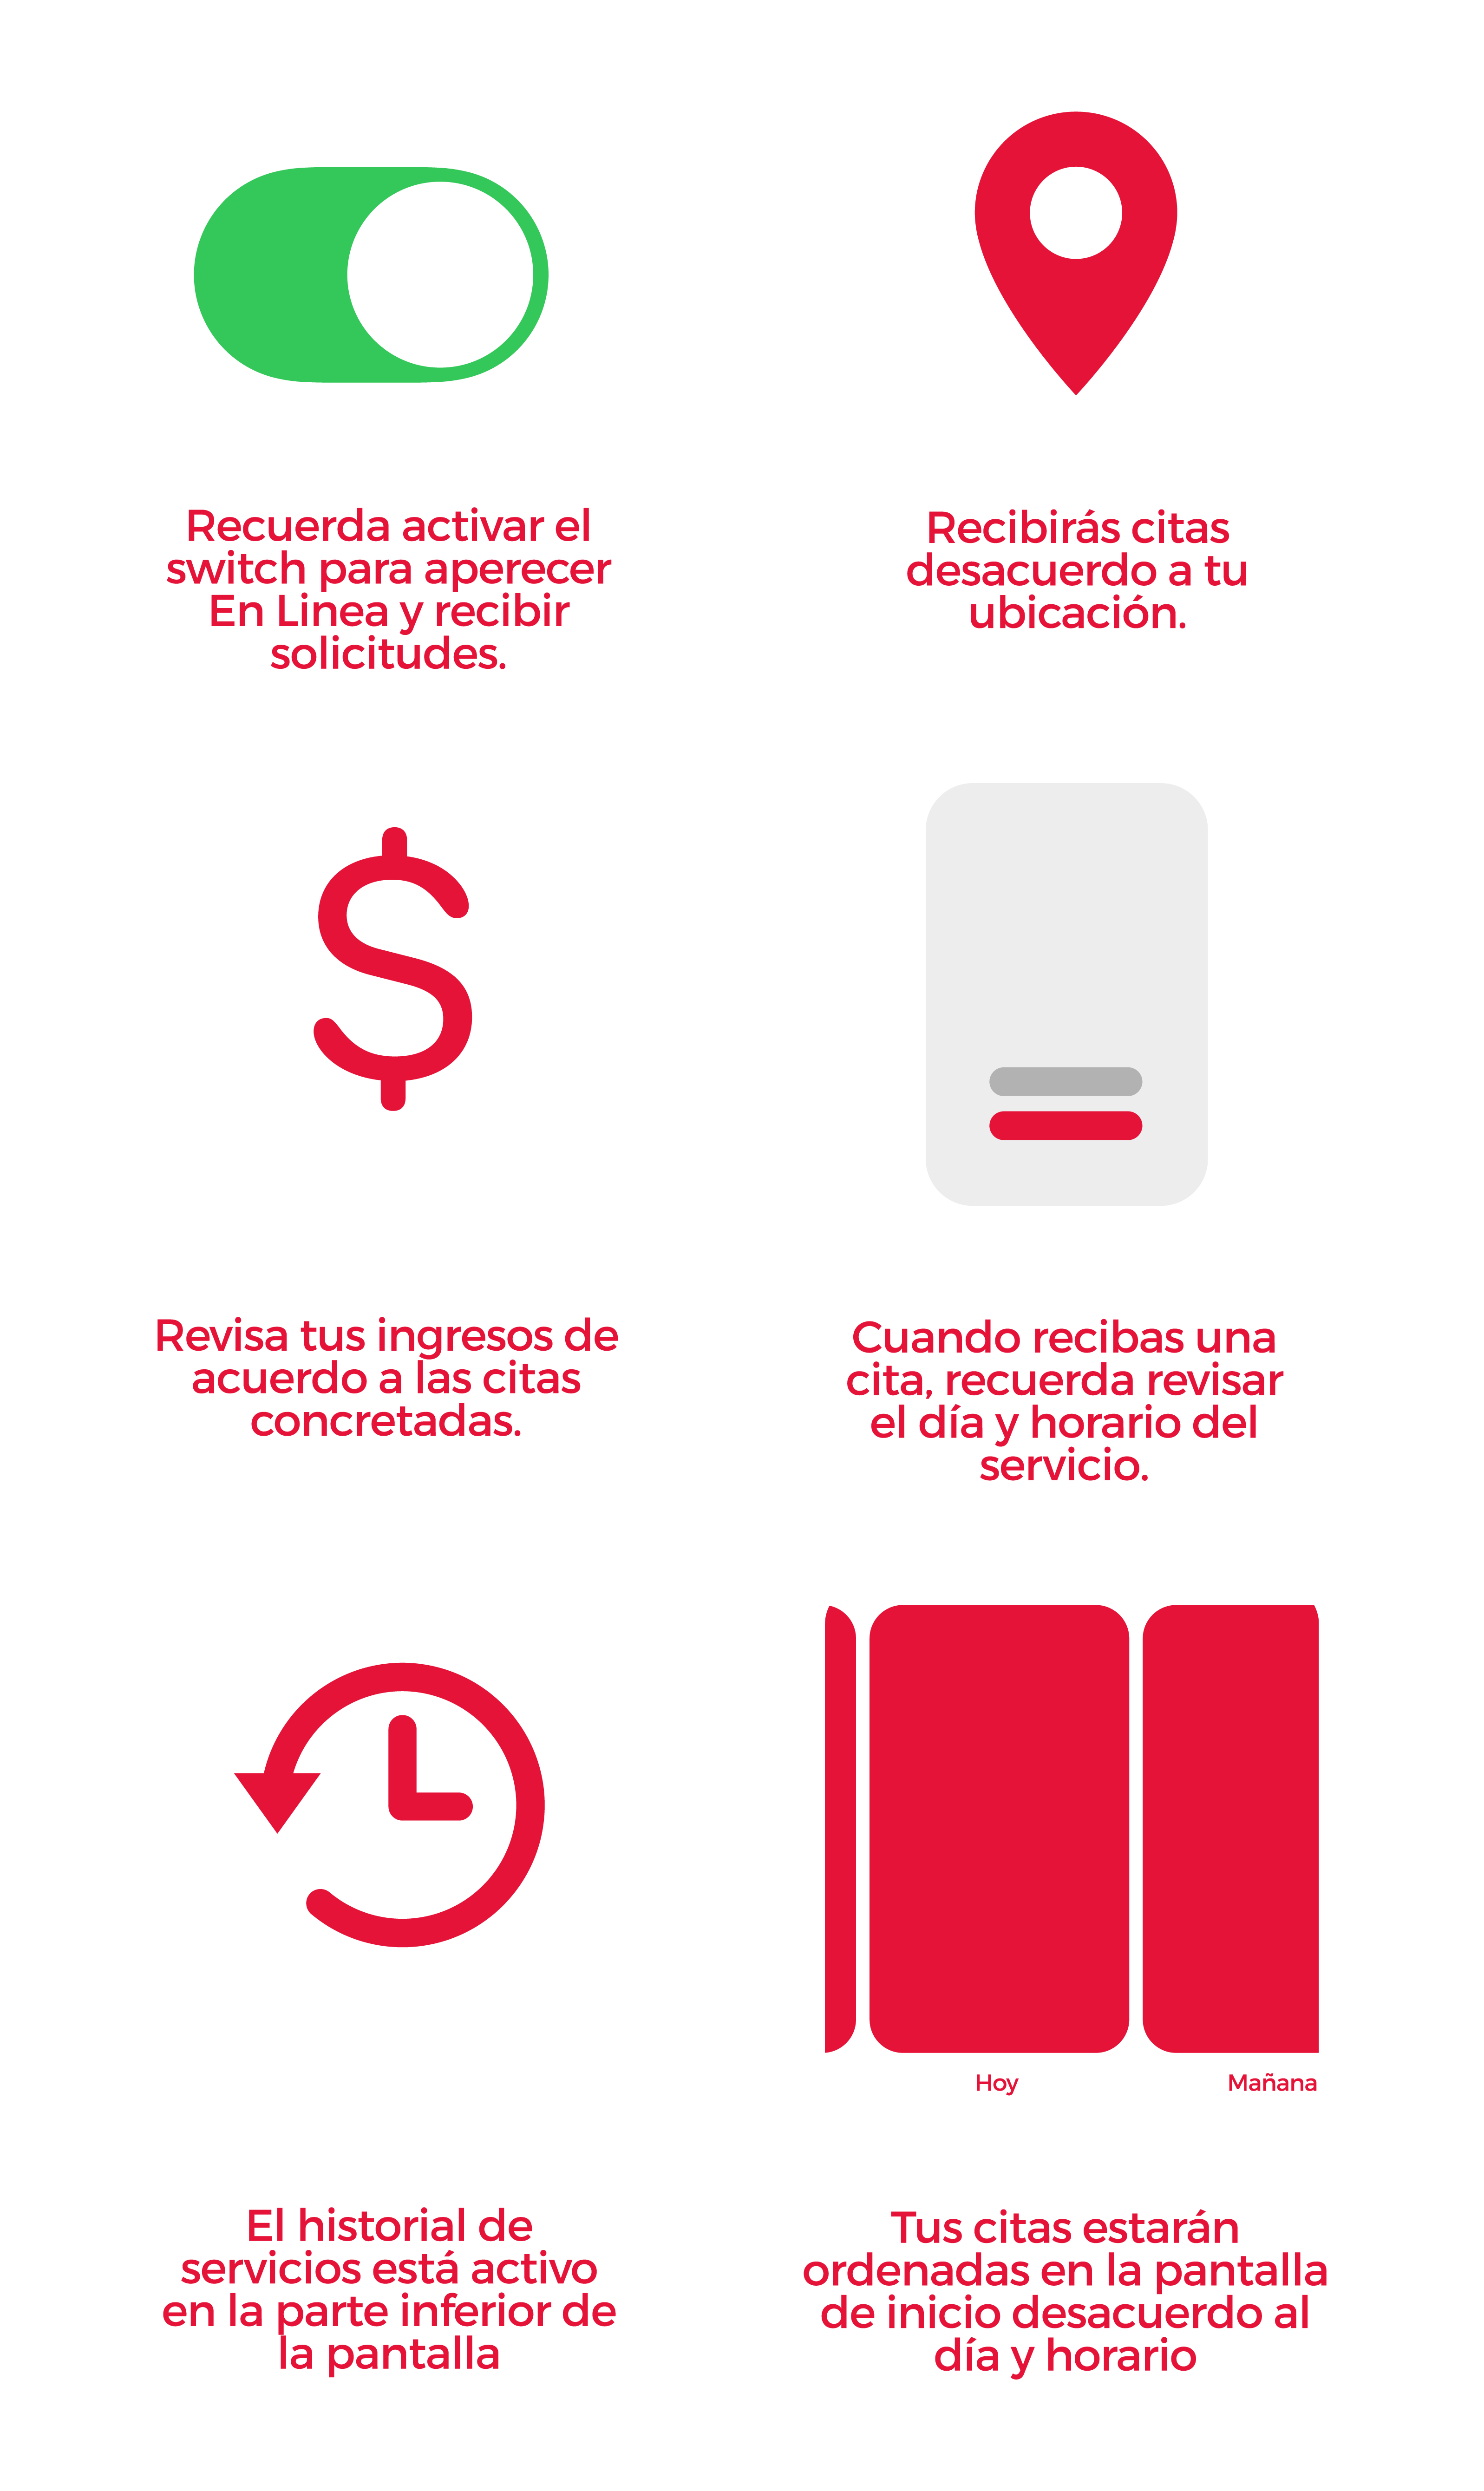 Recuerda activar el
switch para aperecer
En Linea y recibir
solicitudes.
Recibirás citas
desacuerdo a tu
ubicación.
$
Revisa tus ingresos de
acuerdo a las citas
concretadas.
Cuando recibas una
cita, recuerda revisar
el día y horario del
servicio.
Hoy
Mañana
El historial de
servicios está activo
en la parte inferior de
la pantalla
Tus citas estarán
ordenadas en la pantalla
de inicio desacuerdo al
día y horario